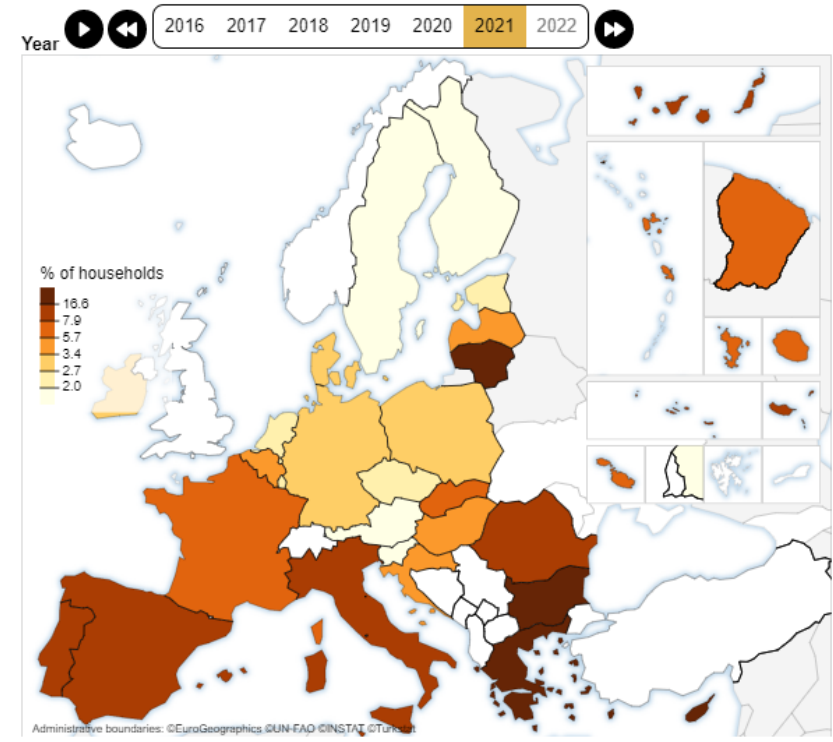 Year 2016 2017 2018 2019 2020 2021 2022
% of households
16.6
7.9
5.7
3.4
2.7
2.0
Administrative boundaries: ©EuroGeographics ©UN-FAO ©INSTAT ©Turkstat